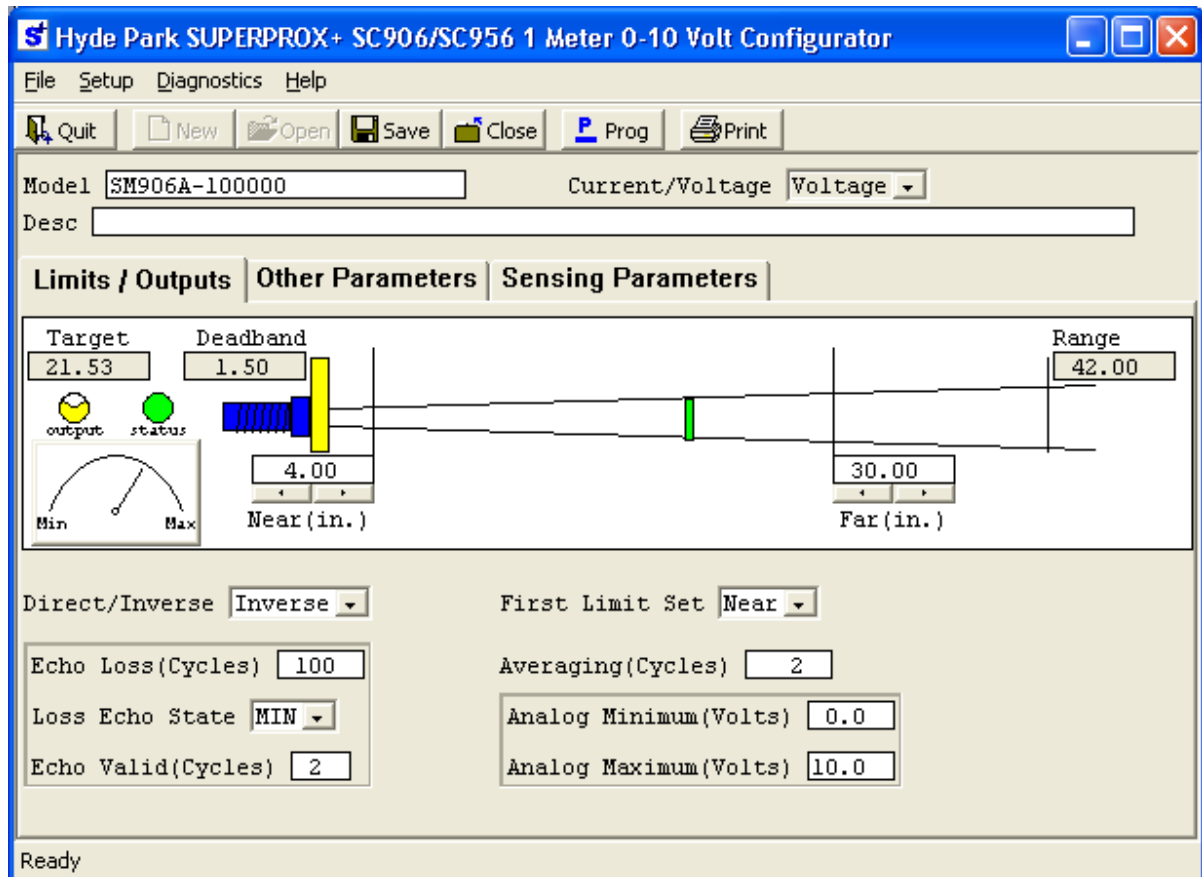 Hyde Park SUPERPROX+ SC906/SC956 1 Meter 0-10 Volt Configurator
File Setup Diagnostics Help
Quit New Open Save Close P Prog Print
Model SM906A-100000 Current/Voltage Voltage
Desc
Limits / Outputs Other Parameters Sensing Parameters
Target Deadband Range
21.53 1.50 42.00
output status
4.00 30.00
Min Max Near(in.) Far(in.)
Direct/Inverse Inverse First Limit Set Near
Echo Loss(Cycles) 100 Averaging(Cycles) 2
Loss Echo State MIN Analog Minimum(Volts) 0.0
Echo Valid(Cycles) 2 Analog Maximum(Volts) 10.0
Ready